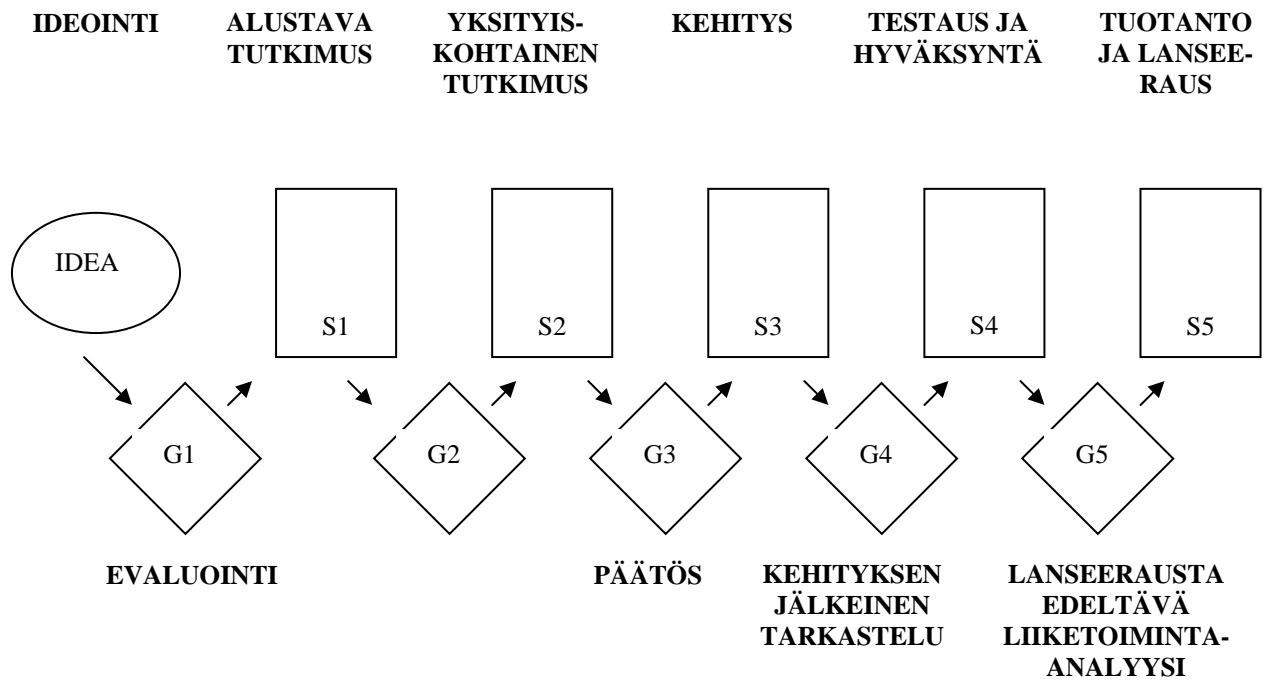 IDEOINTI
ALUSTAVA
TUTKIMUS
YKSITYIS-
KOHTAINEN
TUTKIMUS
KEHITYS
TESTAUS JA
HYVÄKSYNTÄ
TUOTANTO
JA LANSEE-
RAUS
IDEA
S1
S2
S3
S4
S5
G1
G2
G3
G4
G5
EVALUOINTI
PÄÄTÖS
KEHITYKSEN
JÄLKEINEN
TARKASTELU
LANSEERAUSTA
EDELTÄVÄ
LIIKETOIMINTA-
ANALYYSI